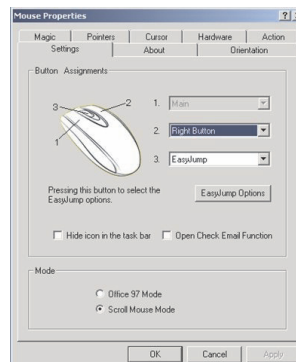 Mouse Properties
Magic Pointers Cursor Hardware Action
Settings About Orientation
Button Assignments
3 2 1
1. Main
2. Right Button
3. EasyJump
Pressing this button to select the
EasyJump options.
EasyJump Options
Hide icon in the task bar Open Check Email Function
Mode
Office 97 Mode
Scroll Mouse Mode
OK Cancel Apply